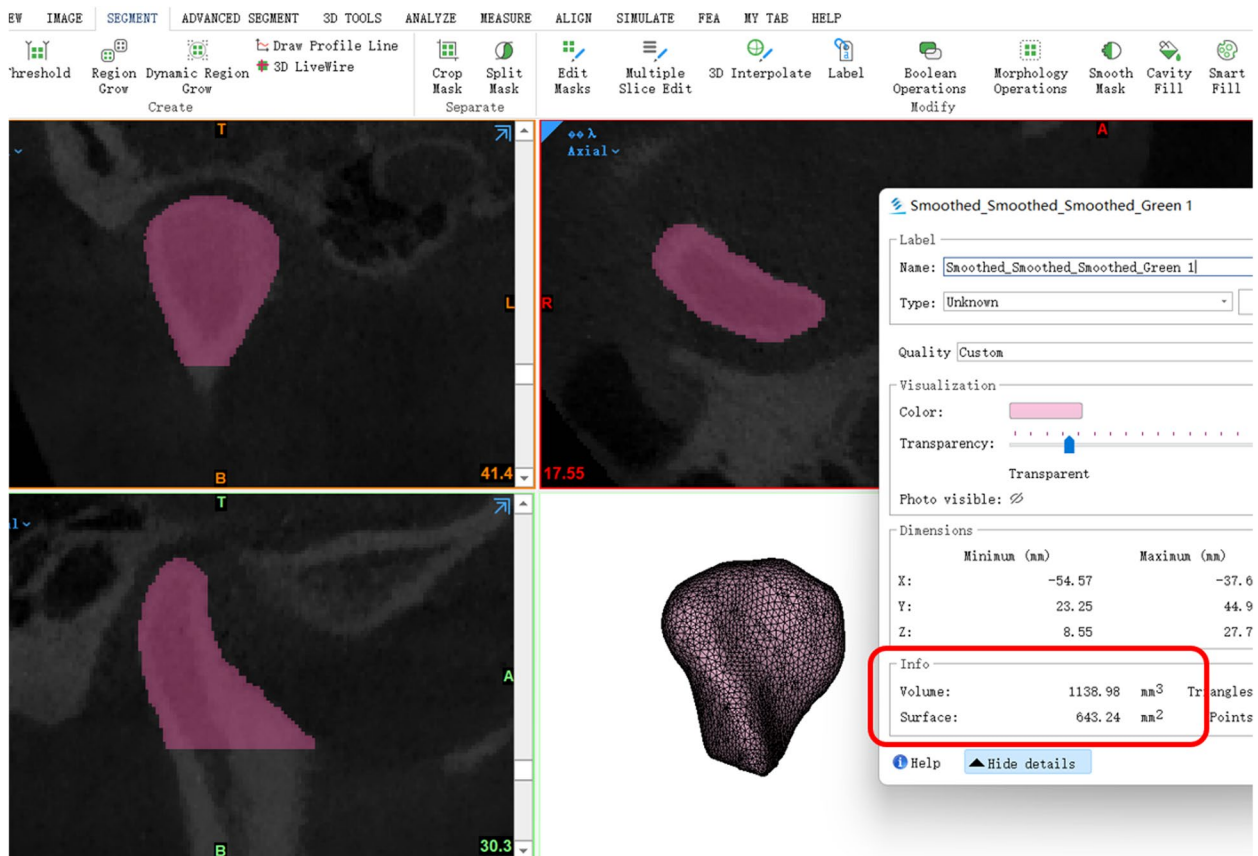 EW IMAGE SEGMENT ADVANCED SEGMENT 3D TOOLS ANALYZE MEASURE ALIGN SIMULATE FEA MY TAB HELP
Threshold
Region Grow
Dynamic Region Grow
Draw Profile Line
3D LiveWire
Create
Crop Mask
Split Mask
Separate
Edit Masks
Multiple Slice Edit
3D Interpolate
Label
Boolean Operations
Morphology Operations
Smooth Mask
Cavity Fill
Smart Fill
Modify
T
L
B
41.4
Axial
A
R
17.55
T
A
B
30.3
Smoothed_Smoothed_Smoothed_Green 1
Label
Name: Smoothed_Smoothed_Smoothed_Green 1
Type: Unknown
Quality Custom
Visualization
Color:
Transparency:
Transparent
Photo visible:
Dimensions
Minimum (mm) Maximum (mm)
X: -54.57 -37.6
Y: 23.25 44.9
Z: 8.55 27.7
Info
Volume: 1138.98 mm3 Triangles
Surface: 643.24 mm2 Points
Help Hide details